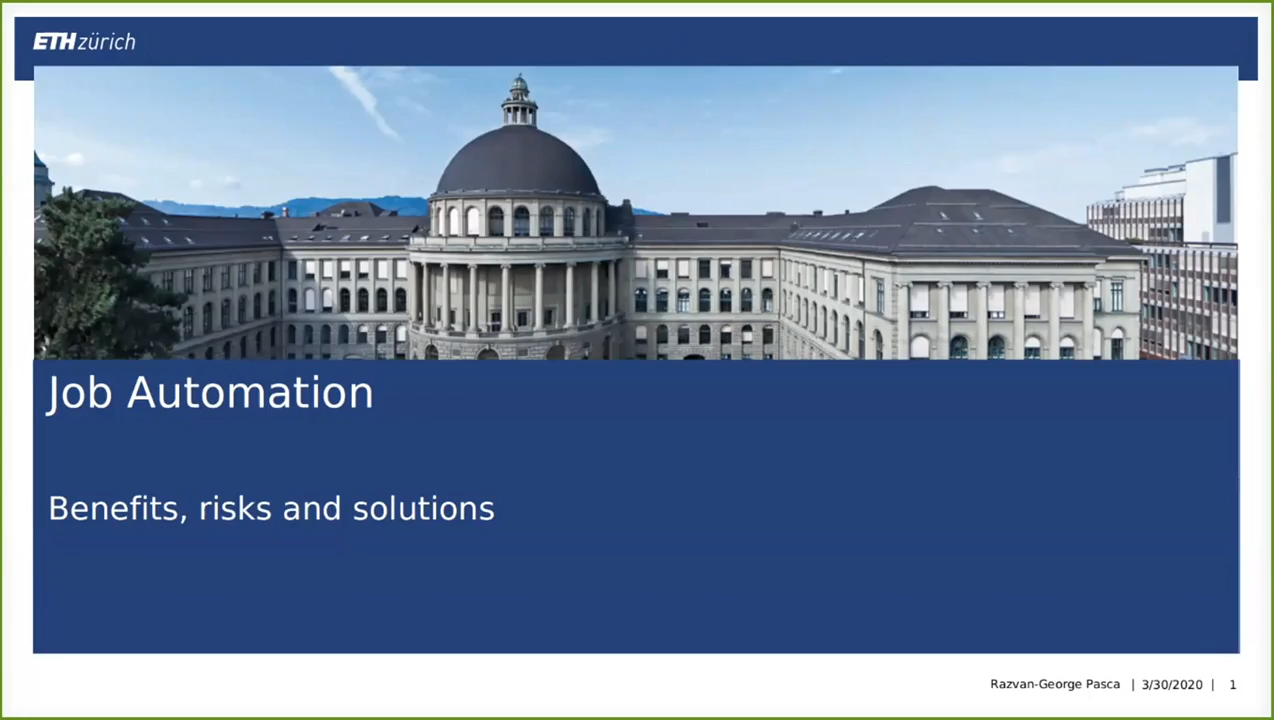 ETH zürich
Job Automation
Benefits, risks and solutions
Razvan-George Pasca | 3/30/2020 | 1